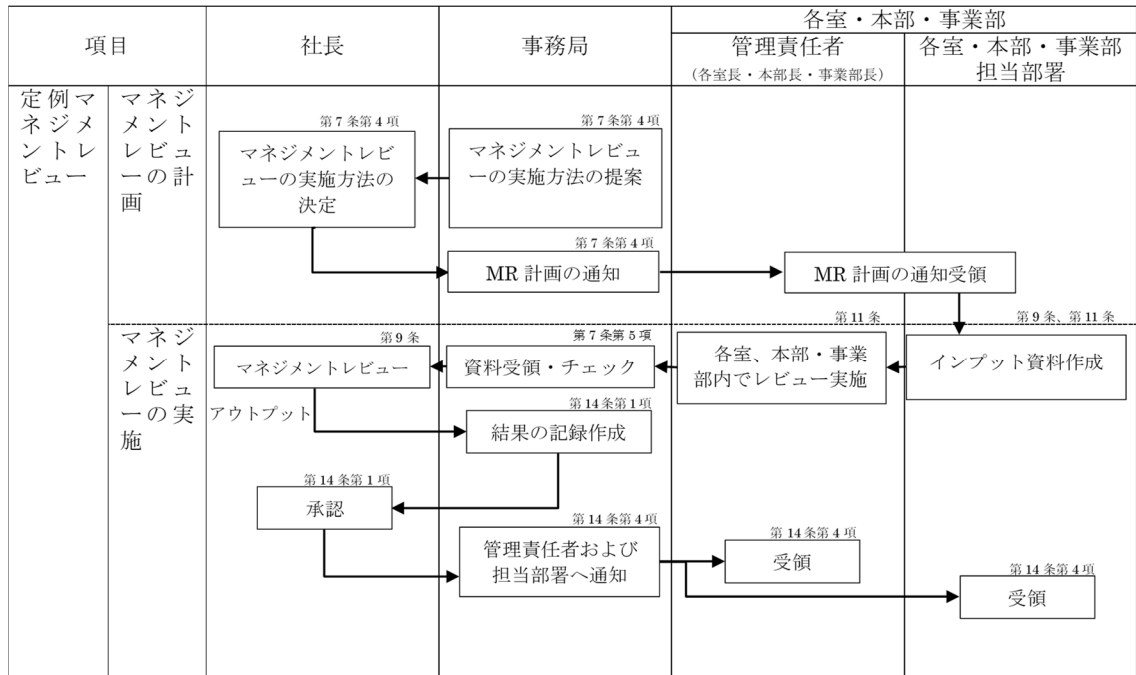 項目
社長
事務局
各室・本部・事業部
管理責任者
(各室長・本部長・事業部長)
各室・本部・事業部
担当部署
定例マ
ネジメ
ントレ
ビュー
マネジ
メント
レビュ
ーの計
画
第7条第4項
マネジメントレビ
ューの実施方法の
決定
第7条第4項
マネジメントレビュ
ーの実施方法の提案
第7条第4項
MR計画の通知
MR計画の通知受領
マネジ
メント
レビュ
ーの実
施
第9条
マネジメントレビュー
第7条第5項
資料受領・チェック
第11条
各室、本部・事業
部内でレビュー実施
第9条、第11条
インプット資料作成
アウトプット
第14条第1項
結果の記録作成
第14条第1項
承認
第14条第4項
管理責任者および
担当部署へ通知
第14条第4項
受領
第14条第4項
受領